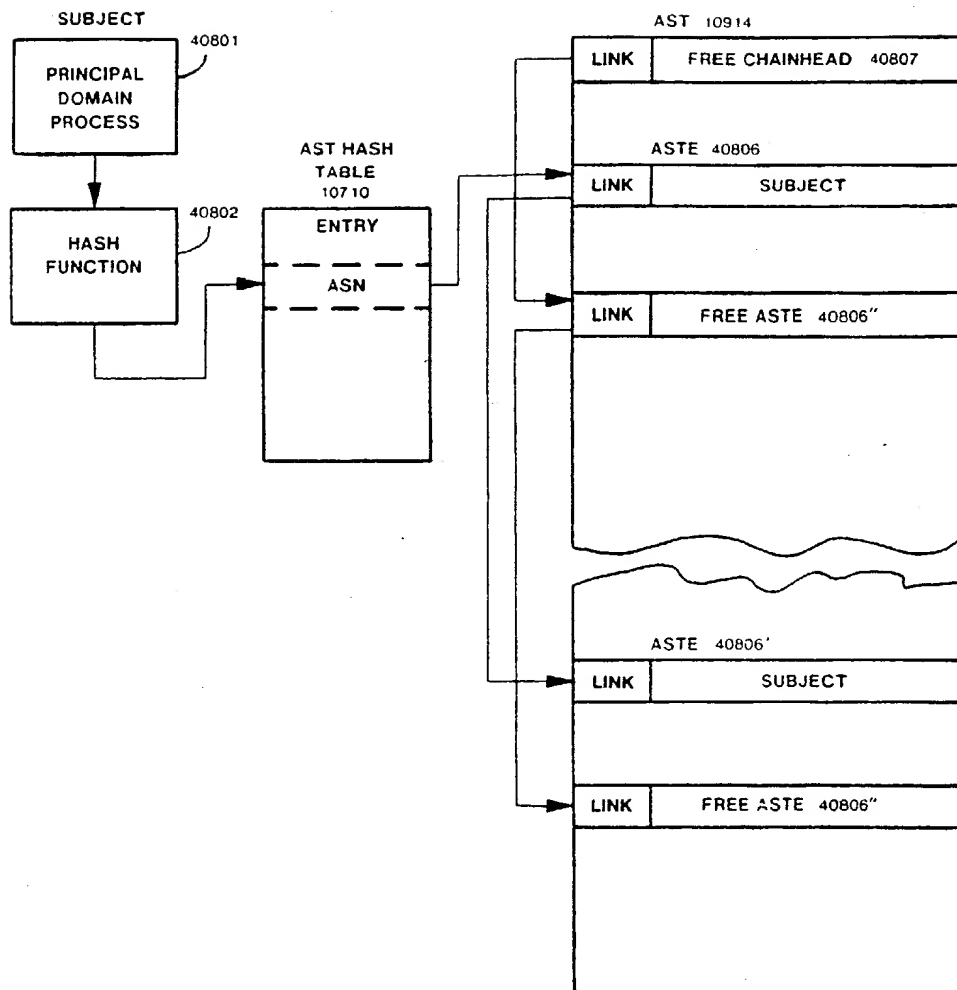 SUBJECT
40801
PRINCIPAL
DOMAIN
PROCESS
40802
HASH
FUNCTION
AST HASH
TABLE
10710
ENTRY
ASN
AST 10914
LINK FREE CHAINHEAD 40807
ASTE 40806
LINK SUBJECT
LINK FREE ASTE 40806"
ASTE 40806'
LINK SUBJECT
LINK FREE ASTE 40806"